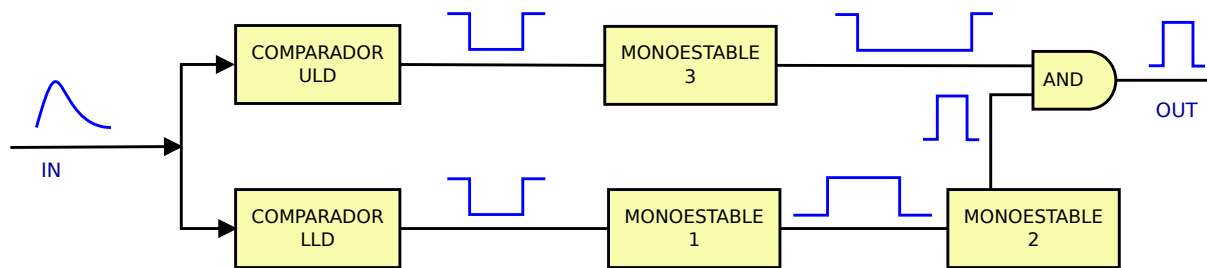 COMPARADOR
ULD
MONOESTABLE
3
AND
OUT
IN
COMPARADOR
LLD
MONOESTABLE
1
MONOESTABLE
2